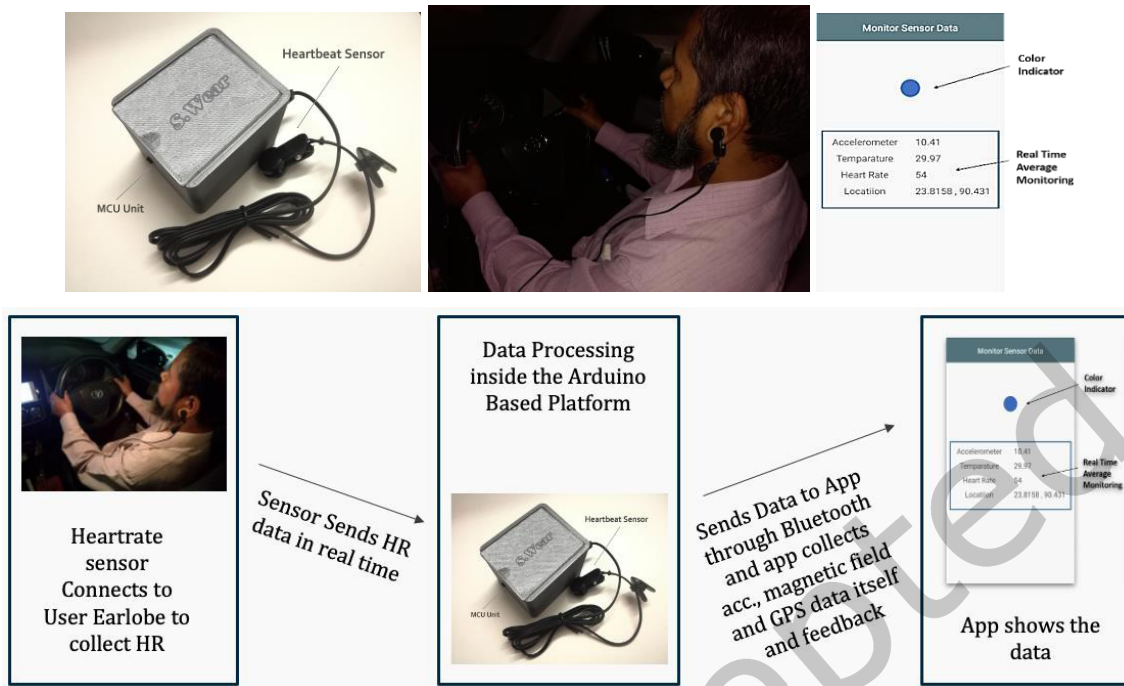 Heartbeat Sensor
S.Wear
MCU Unit
Monitor Sensor Data
Color
Indicator
Accelerometer 10.41
Temparature 29.97
Heart Rate 54
Locatiion 23.8158 , 90.431
Real Time
Average
Monitoring
Heartrate
sensor
Connects to
User Earlobe to
collect HR
Sensor Sends HR
data in real time
Data Processing
inside the Arduino
Based Platform
Heartbeat Sensor
S.Wear
MCU Unit
Sends Data to App
through Bluetooth
and app collects
acc., magnetic field
and GPS data itself
and feedback
Monitor Sensor Data
Color
Indicator
Accelerometer 10.41
Temparature 29.97
Heart Rate 54
Locatiion 23.8158 , 90.431
Real Time
Average
Monitoring
App shows the
data